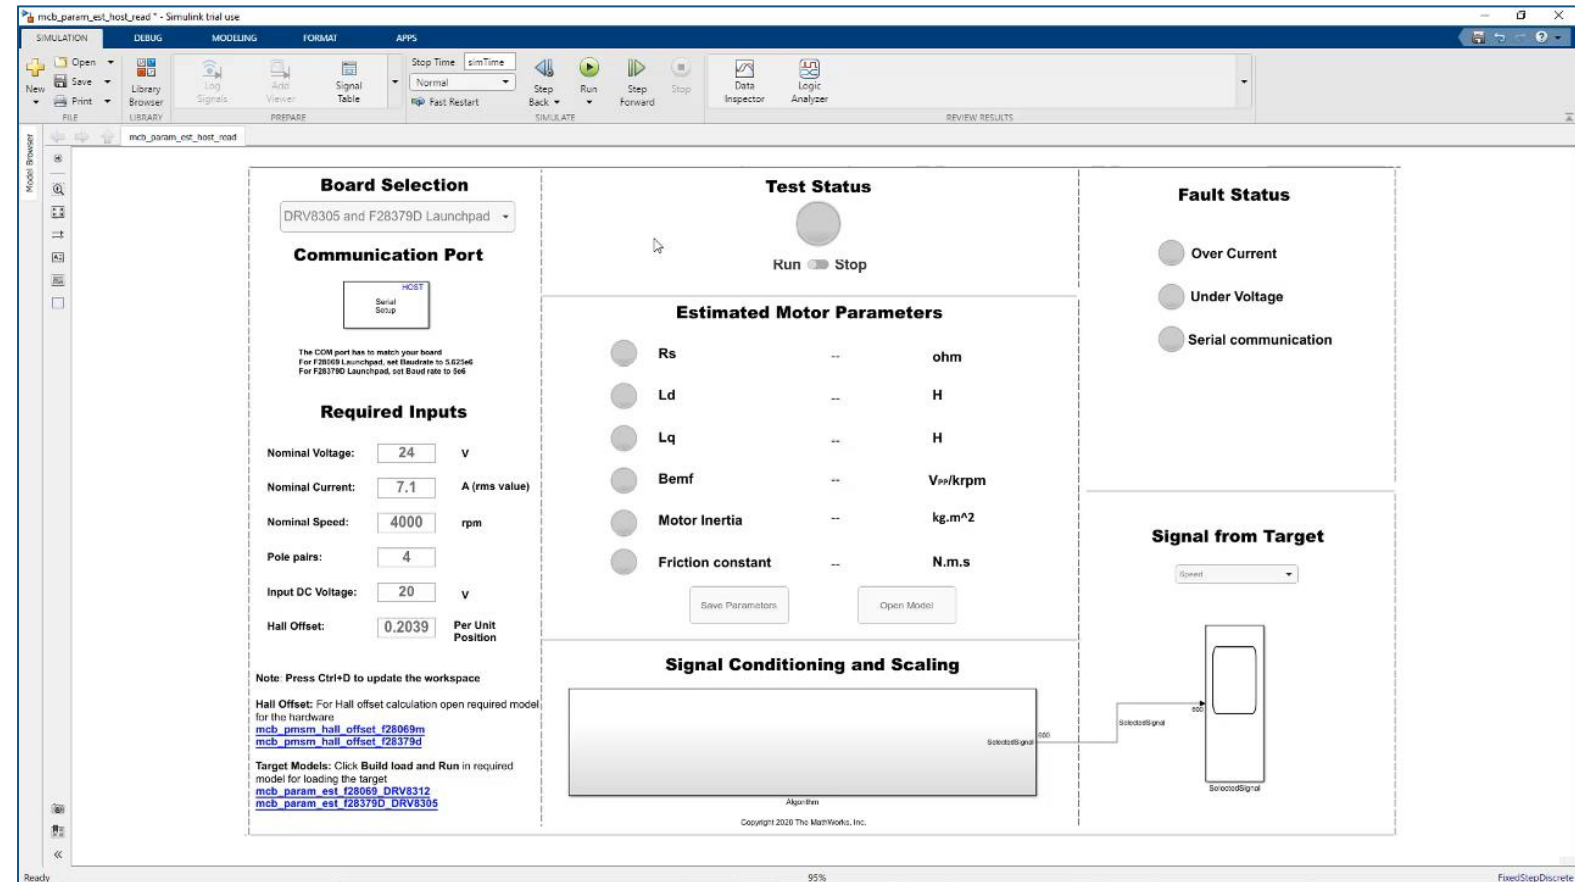 mcb_param_est_host_read * - Simulink trial use
SIMULATION DEBUG MODELING FORMAT APPS
New
Open
Save
Print
FILE
Library Browser
LIBRARY
Log Signals
Add Viewer
Signal Table
PREPARE
Stop Time simTime
Normal
Fast Restart
Step Back
Run
Step Forward
Stop
SIMULATE
Data Inspector
Logic Analyzer
REVIEW RESULTS
Model Browser
mcb_param_est_host_read
Board Selection
DRV8305 and F28379D Launchpad
Communication Port
HOST
Serial
Setup
The COM port has to match your board
For F28069 Launchpad, set Baudrate to 5.625e6
For F28379D Launchpad, set Baud rate to 5e6
Required Inputs
Nominal Voltage: 24 V
Nominal Current: 7.1 A (rms value)
Nominal Speed: 4000 rpm
Pole pairs: 4
Input DC Voltage: 20 V
Hall Offset: 0.2039 Per Unit
Position
Note: Press Ctrl+D to update the workspace
Hall Offset: For Hall offset calculation open required model
for the hardware
mcb_pmsm_hall_offset_f28069m
mcb_pmsm_hall_offset_f28379d
Target Models: Click Build load and Run in required
model for loading the target
mcb_param_est_f28069_DRV8312
mcb_param_est_f28379D_DRV8305
Test Status
Run Stop
Estimated Motor Parameters
Rs -- ohm
Ld -- H
Lq -- H
Bemf -- VPP/krpm
Motor Inertia -- kg.m^2
Friction constant -- N.m.s
Save Parameters Open Model
Signal Conditioning and Scaling
SelectedSignal 600
Algorithm
Copyright 2020 The MathWorks, Inc.
Fault Status
Over Current
Under Voltage
Serial communication
Signal from Target
Speed
600
SelectedSignal
SelectedSignal
Ready 95% FixedStepDiscrete